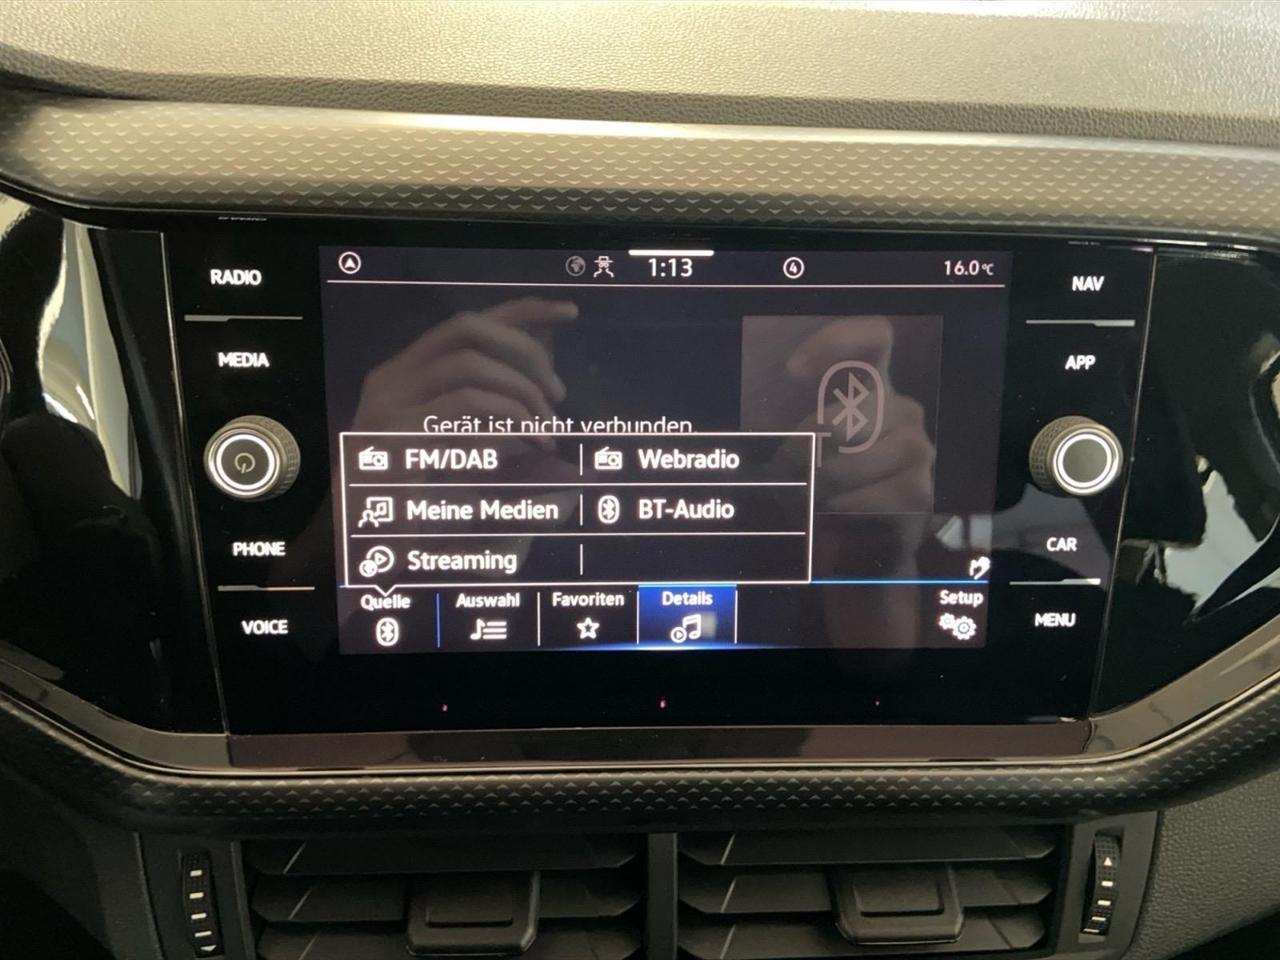 RADIO
MEDIA
PHONE
VOICE
1:13
4
16.0°C
Gerät ist nicht verbunden.
FM/DAB
Webradio
Meine Medien
BT-Audio
Streaming
Quelle
Auswahl
Favoriten
Details
Setup
NAV
APP
CAR
MENU